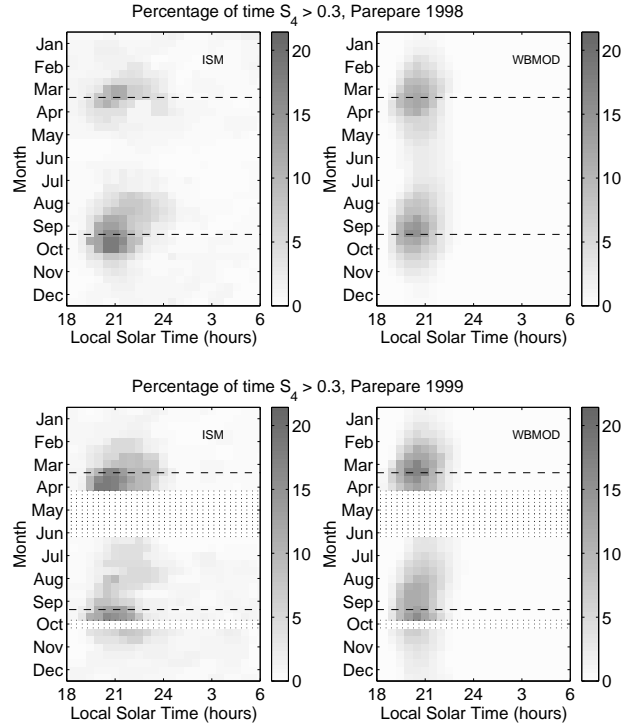 Percentage of time S_4 > 0.3, Parepare 1998
ISM
Jan
Feb
Mar
Apr
May
Jun
Jul
Aug
Sep
Oct
Nov
Dec
Month
18 21 24 3 6
Local Solar Time (hours)
20
15
10
5
0
WBMOD
Jan
Feb
Mar
Apr
May
Jun
Jul
Aug
Sep
Oct
Nov
Dec
Month
18 21 24 3 6
Local Solar Time (hours)
20
15
10
5
0
Percentage of time S_4 > 0.3, Parepare 1999
ISM
Jan
Feb
Mar
Apr
May
Jun
Jul
Aug
Sep
Oct
Nov
Dec
Month
18 21 24 3 6
Local Solar Time (hours)
20
15
10
5
0
WBMOD
Jan
Feb
Mar
Apr
May
Jun
Jul
Aug
Sep
Oct
Nov
Dec
Month
18 21 24 3 6
Local Solar Time (hours)
20
15
10
5
0